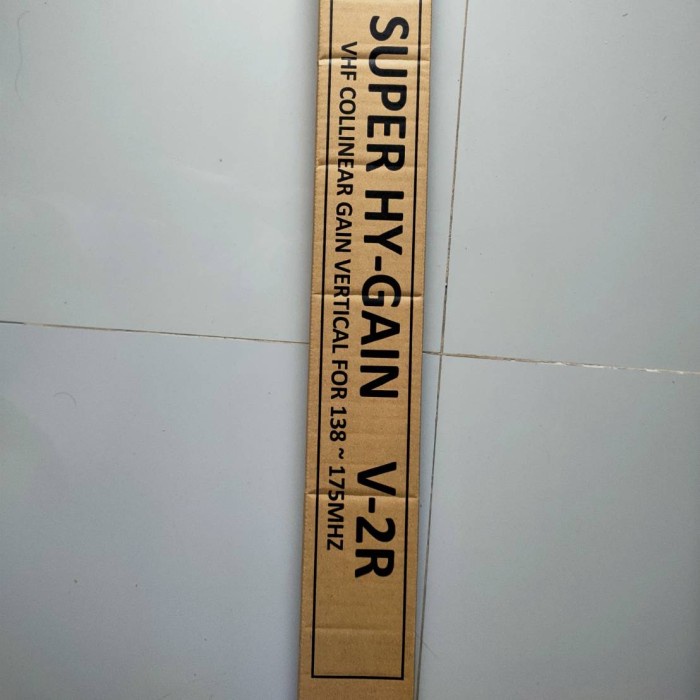 SUPER HY-GAIN V-2R
VHF COLLINEAR GAIN VERTICAL FOR 138 ~ 175MHZ